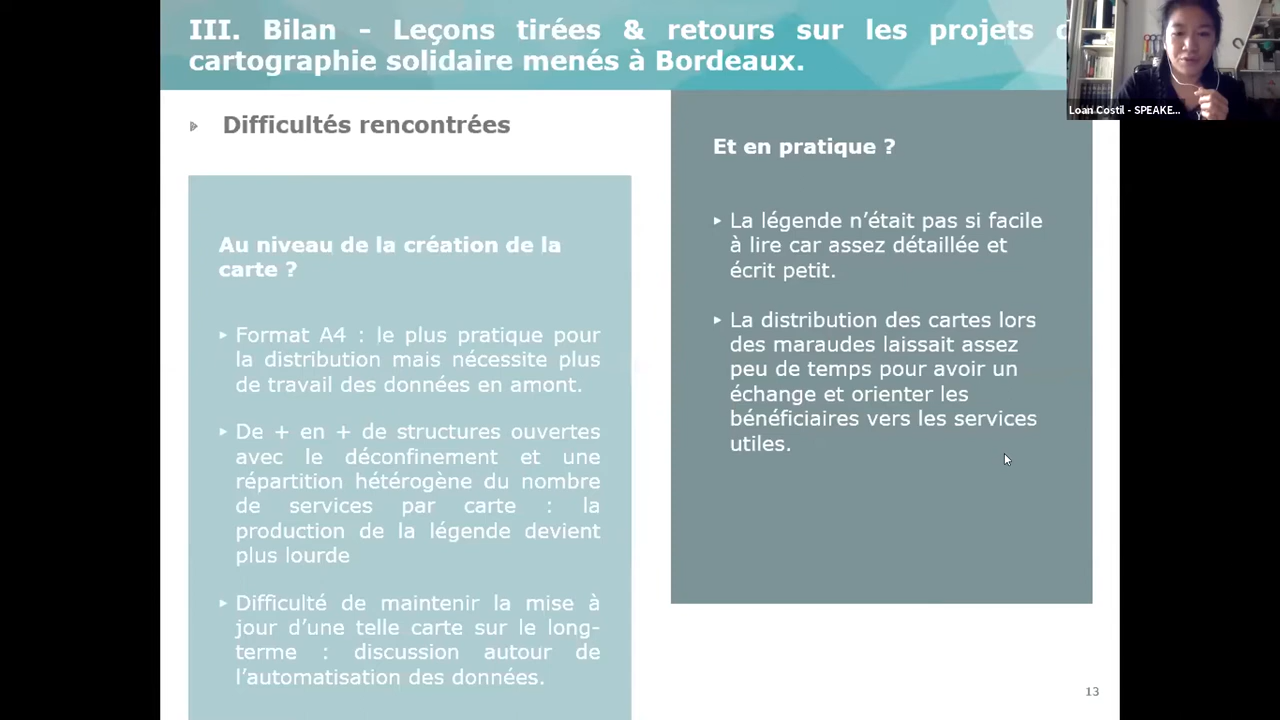 III. Bilan - Leçons tirées & retours sur les projets
cartographie solidaire menés à Bordeaux.
Loan Costil - SPEAKE...
Difficultés rencontrées
Au niveau de la création de la
carte ?
Format A4 : le plus pratique pour
la distribution mais nécessite plus
de travail des données en amont.
De + en + de structures ouvertes
avec le déconfinement et une
répartition hétérogène du nombre
de services par carte : la
production de la légende devient
plus lourde
Difficulté de maintenir la mise à
jour d’une telle carte sur le long-
terme : discussion autour de
l’automatisation des données.
Et en pratique ?
La légende n’était pas si facile
à lire car assez détaillée et
écrit petit.
La distribution des cartes lors
des maraudes laissait assez
peu de temps pour avoir un
échange et orienter les
bénéficiaires vers les services
utiles.
13